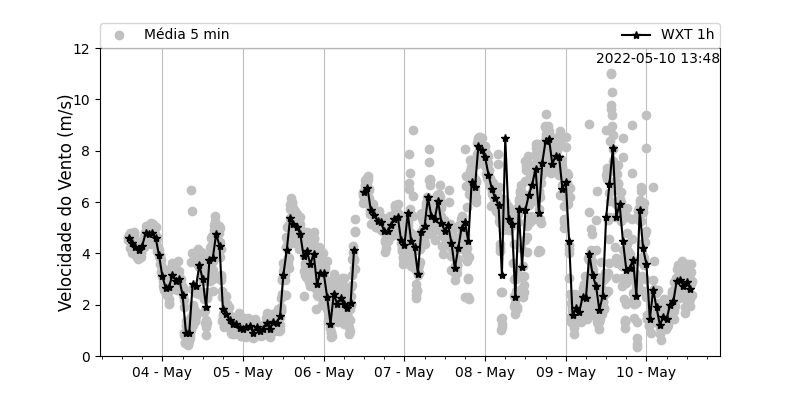 Média 5 min
WXT 1h
2022-05-10 13:48
Velocidade do Vento (m/s)
12
10
8
6
4
2
0
04 - May
05 - May
06 - May
07 - May
08 - May
09 - May
10 - May